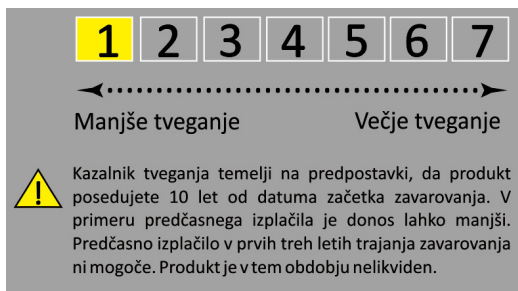 1 2 3 4 5 6 7
Manjše tveganje Večje tveganje
Kazalnik tveganja temelji na predpostavki, da produkt
posedujete 10 let od datuma začetka zavarovanja. V
primeru predčasnega izplačila je donos lahko manjši.
Predčasno izplačilo v prvih treh letih trajanja zavarovanja
ni mogoče. Produkt je v tem obdobju nelikviden.